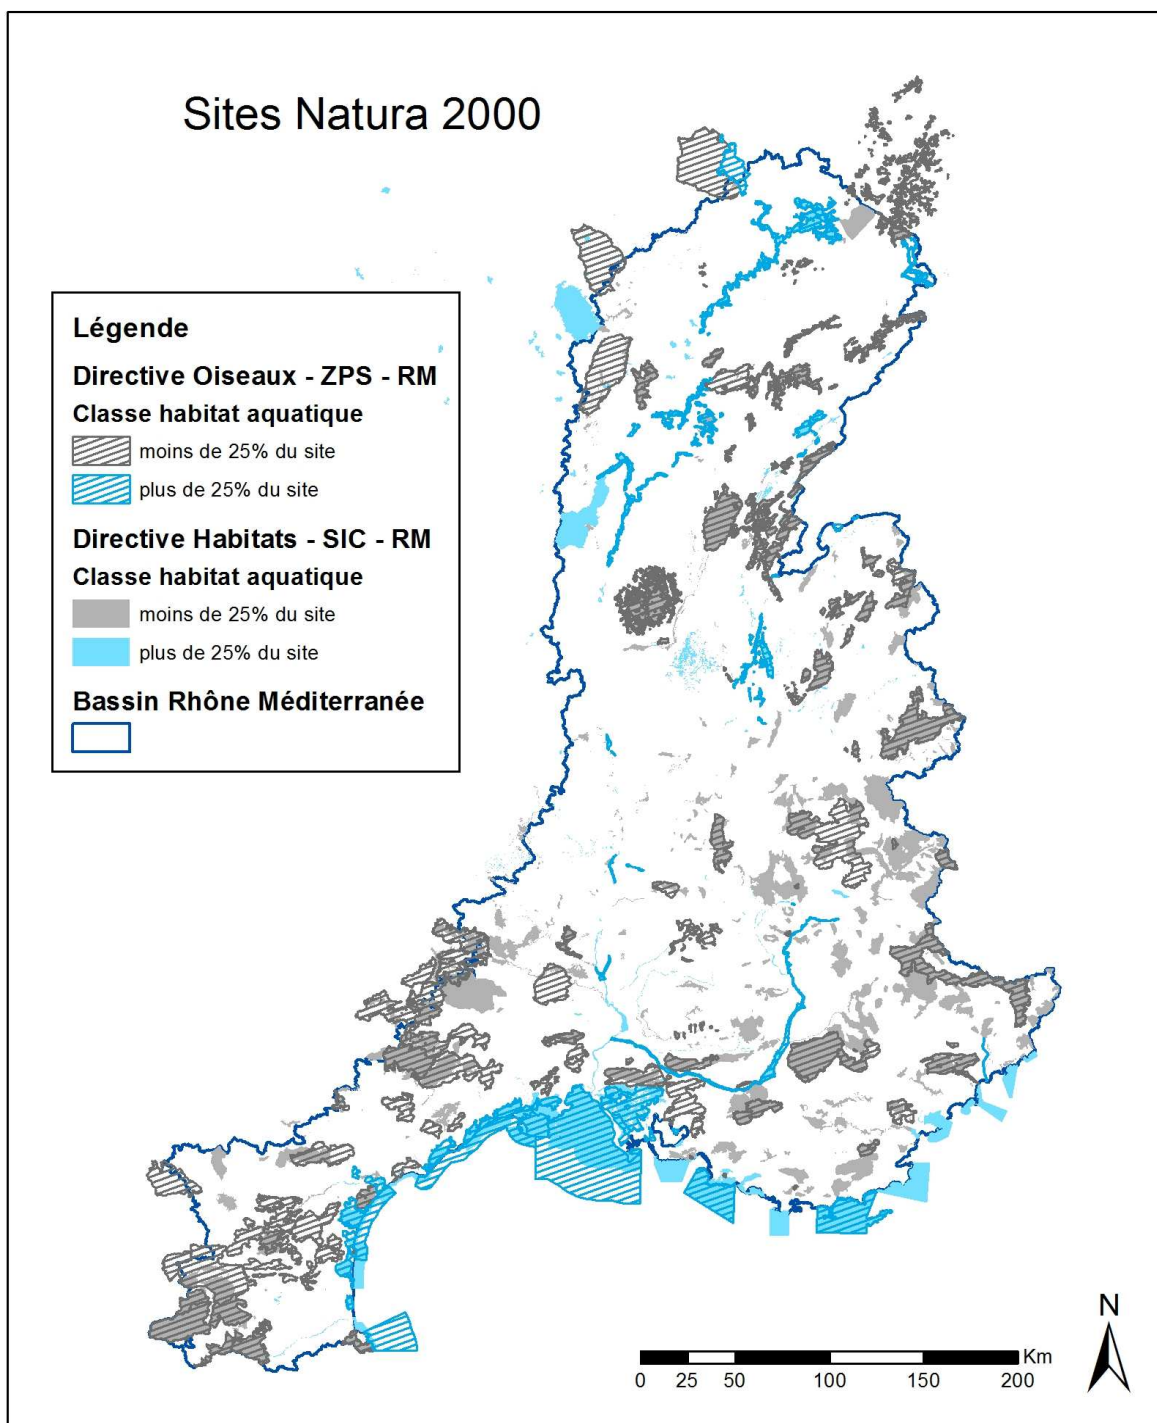 Sites Natura 2000
Légende
Directive Oiseaux - ZPS - RM
Classe habitat aquatique
moins de 25% du site
plus de 25% du site
Directive Habitats - SIC - RM
Classe habitat aquatique
moins de 25% du site
plus de 25% du site
Bassin Rhône Méditerranée
N
Km
0 25 50 100 150 200